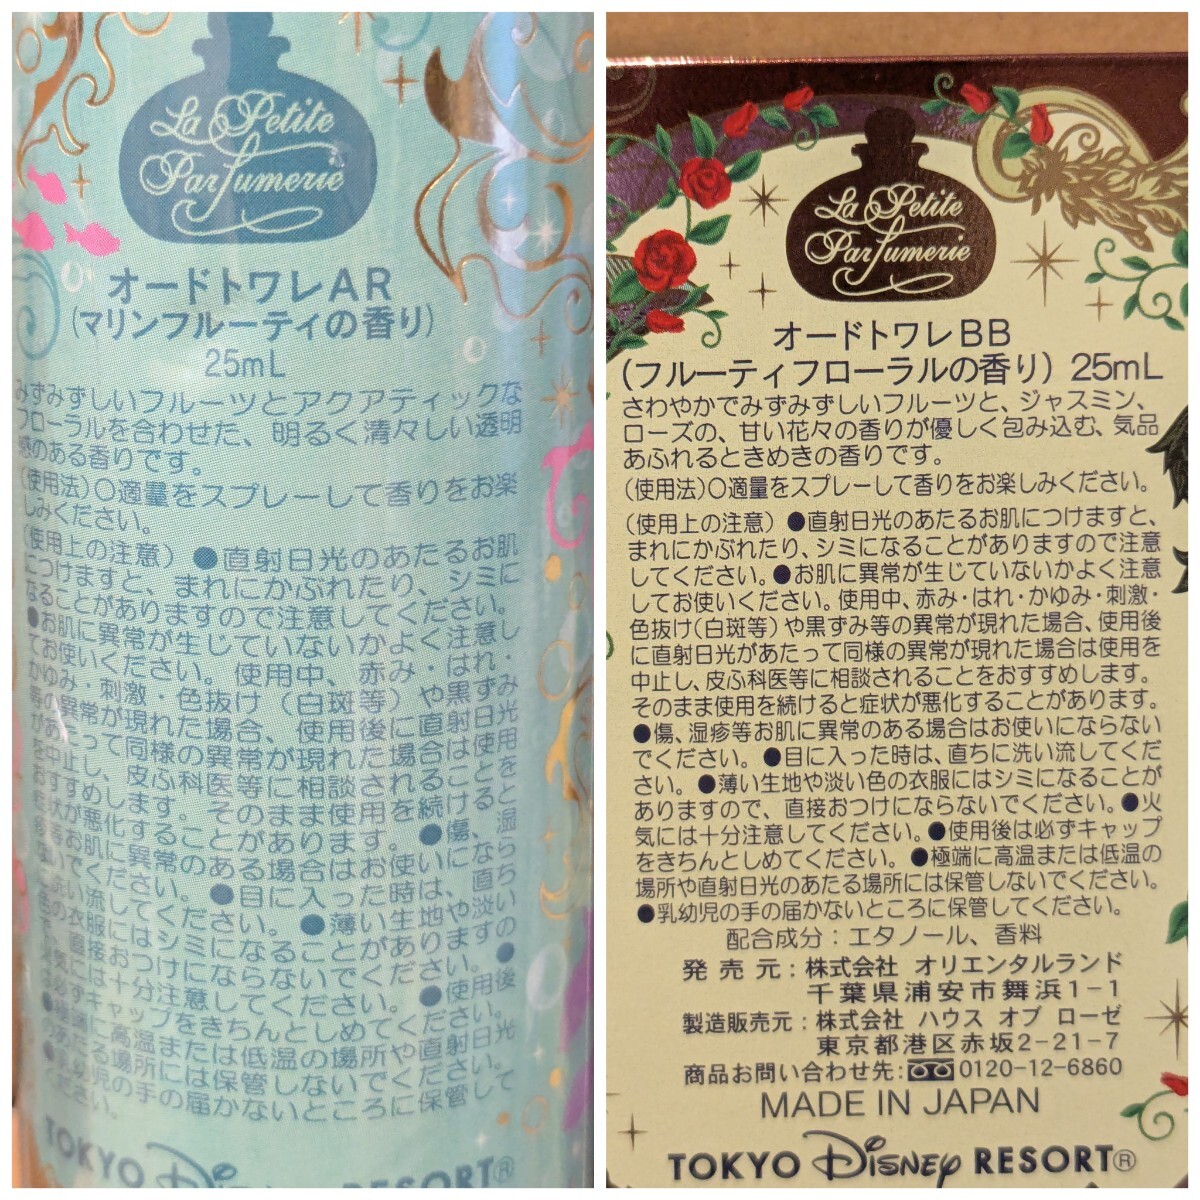 La Petite
Parfumerie
オードトワレAR
(マリンフルーティの香り)
25mL
みずみずしいフルーツとアクアティックな
フローラルを合わせた、明るく清々しい透明
感のある香りです。
(使用法)○適量をスプレーして香りをお楽
しみください。
(使用上の注意) ●直射日光のあたるお肌
につけますと、まれにかぶれたり、シミに
なることがありますので注意してください。
●お肌に異常が生じていないかよく注意し
てお使いください。使用中、赤み・はれ・
かゆみ・刺激・色抜け(白斑等)や黒ずみ
等の異常が現れた場合、使用後に直射日光
があたって同様の異常が現れた場合は使用
を中止し、皮ふ科医等に相談されることを
おすすめします。そのまま使用を続けると
症状が悪化することがあります。●傷、湿
疹等お肌に異常のある場合はお使いになら
ないでください。●目に入った時は、直ち
に洗い流してください。●薄い生地や淡い
色の衣服にはシミになることがありますの
で、直接おつけにならないでください。●
火気には十分注意してください。●使用後
は必ずキャップをきちんとしめてください。
●極端に高温または低温の場所や直射日光
のあたる場所には保管しないでください。
●乳幼児の手の届かないところに保管して
ください。
TOKYO Disney RESORT®
La Petite
Parfumerie
オードトワレBB
(フルーティフローラルの香り) 25mL
さわやかでみずみずしいフルーツと、ジャスミン、
ローズの、甘い花々の香りが優しく包み込む、気品
あふれるときめきの香りです。
(使用法)○適量をスプレーして香りをお楽しみください。
(使用上の注意) ●直射日光のあたるお肌につけますと、
まれにかぶれたり、シミになることがありますので注意
してください。●お肌に異常が生じていないかよく注意
してお使いください。使用中、赤み・はれ・かゆみ・刺激・
色抜け(白斑等)や黒ずみ等の異常が現れた場合、使用後
に直射日光があたって同様の異常が現れた場合は使用を
中止し、皮ふ科医等に相談されることをおすすめします。
そのまま使用を続けると症状が悪化することがあります。
●傷、湿疹等お肌に異常のある場合はお使いにならない
でください。●目に入った時は、直ちに洗い流してくだ
さい。●薄い生地や淡い色の衣服にはシミになることが
ありますので、直接おつけにならないでください。●火
気には十分注意してください。●使用後は必ずキャップ
をきちんとしめてください。●極端に高温または低温の
場所や直射日光のあたる場所には保管しないでください。
●乳幼児の手の届かないところに保管してください。
配合成分：エタノール、香料
発売元：株式会社 オリエンタルランド
千葉県浦安市舞浜1-1
製造販売元：株式会社 ハウス オブ ローゼ
東京都港区赤坂2-21-7
商品お問い合わせ先:0120-12-6860
MADE IN JAPAN
TOKYO Disney RESORT®